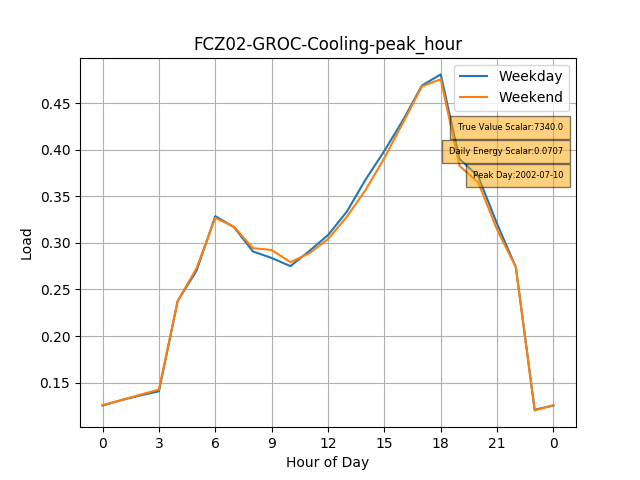 FCZ02-GROC-Cooling-peak_hour
Weekday
Weekend
True Value Scalar:7340.0
Daily Energy Scalar:0.0707
Peak Day:2002-07-10
Load
0.45
0.40
0.35
0.30
0.25
0.20
0.15
0 3 6 9 12 15 18 21 0
Hour of Day